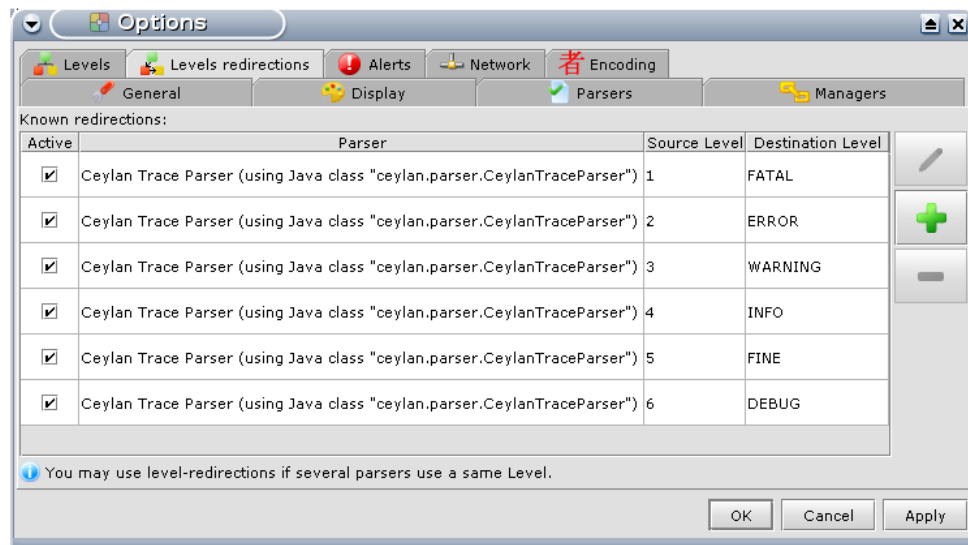 Options
Levels Levels redirections Alerts Network 者 Encoding
General Display Parsers Managers
Known redirections:
Active Parser Source Level Destination Level
Ceylan Trace Parser (using Java class "ceylan.parser.CeylanTraceParser") 1 FATAL
Ceylan Trace Parser (using Java class "ceylan.parser.CeylanTraceParser") 2 ERROR
Ceylan Trace Parser (using Java class "ceylan.parser.CeylanTraceParser") 3 WARNING
Ceylan Trace Parser (using Java class "ceylan.parser.CeylanTraceParser") 4 INFO
Ceylan Trace Parser (using Java class "ceylan.parser.CeylanTraceParser") 5 FINE
Ceylan Trace Parser (using Java class "ceylan.parser.CeylanTraceParser") 6 DEBUG
You may use level-redirections if several parsers use a same Level.
OK Cancel Apply